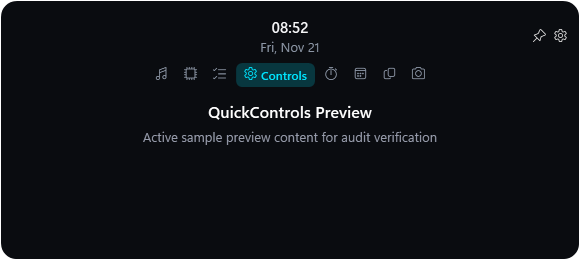 08:52
Fri, Nov 21
Controls
QuickControls Preview
Active sample preview content for audit verification